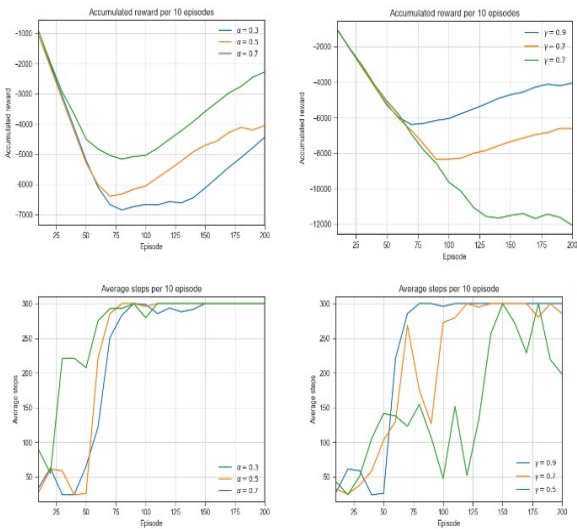 Accumulated reward per 10 episodes
α = 0.3
α = 0.5
α = 0.7
Accumulated reward
-1000
-2000
-3000
-4000
-5000
-6000
-7000
25 50 75 100 125 150 175 200
Episode
Accumulated reward per 10 episodes
γ = 0.9
γ = 0.7
γ = 0.7
Accumulated reward
-2000
-4000
-6000
-8000
-10000
-12000
25 50 75 100 125 150 175 200
Episode
Average steps per 10 episode
Average steps
300
250
200
150
100
50
α = 0.3
α = 0.5
α = 0.7
25 50 75 100 125 150 175 200
Episode
Average steps per 10 episode
Average steps
300
250
200
150
100
50
γ = 0.9
γ = 0.7
γ = 0.5
25 50 75 100 125 150 175 200
Episode